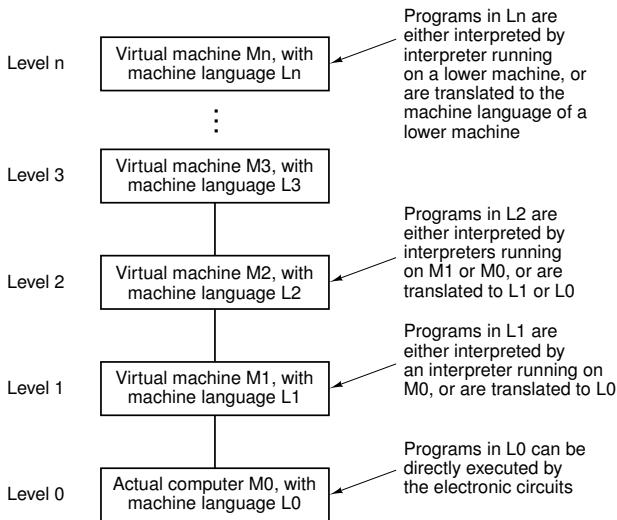 Level n
Virtual machine Mn, with
machine language Ln
Programs in Ln are
either interpreted by
interpreter running
on a lower machine, or
are translated to the
machine language of a
lower machine
Level 3
Virtual machine M3, with
machine language L3
Level 2
Virtual machine M2, with
machine language L2
Programs in L2 are
either interpreted by
interpreters running
on M1 or M0, or are
translated to L1 or L0
Level 1
Virtual machine M1, with
machine language L1
Programs in L1 are
either interpreted by
an interpreter running on
M0, or are translated to L0
Level 0
Actual computer M0, with
machine language L0
Programs in L0 can be
directly executed by
the electronic circuits